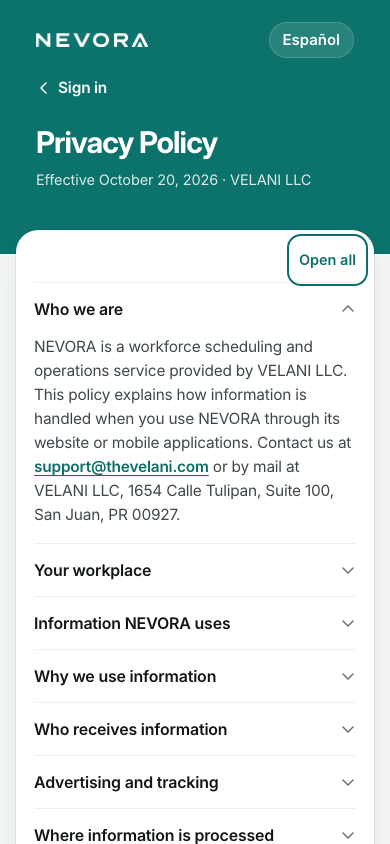 NEVORA
Español
Sign in
Privacy Policy
Effective October 20, 2026 · VELANI LLC
Open all
Who we are
NEVORA is a workforce scheduling and
operations service provided by VELANI LLC.
This policy explains how information is
handled when you use NEVORA through its
website or mobile applications. Contact us at
support@thevelani.com or by mail at
VELANI LLC, 1654 Calle Tulipan, Suite 100,
San Juan, PR 00927.
Your workplace
Information NEVORA uses
Why we use information
Who receives information
Advertising and tracking
Where information is processed